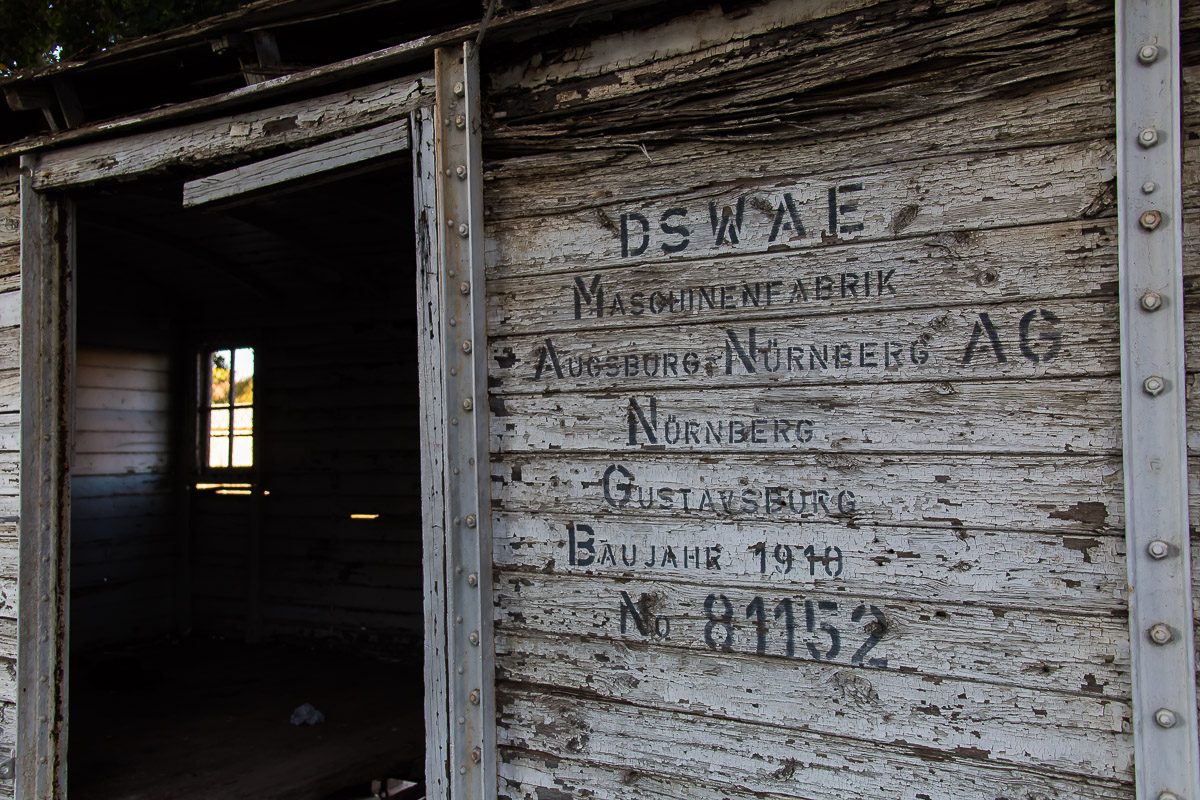 DSWAE
MASCHINENFABRIK
AUGSBURG-NÜRNBERG AG
NÜRNBERG
GUSTAVSBURG
BAUJAHR 1910
No 81152